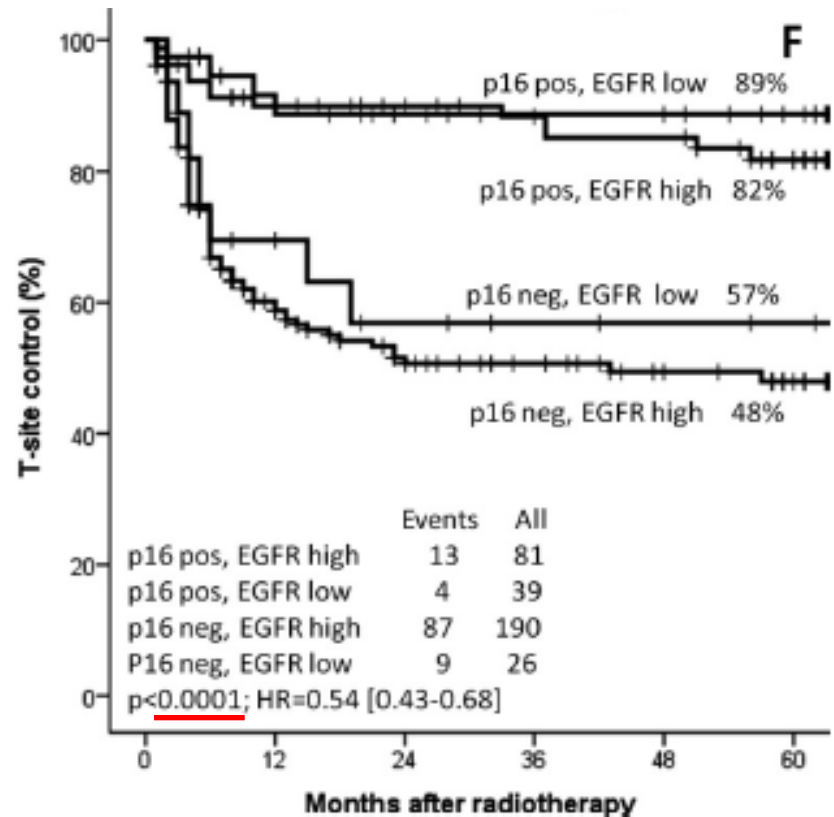 F
100
80
60
40
20
0
T-site control (%)
p16 pos, EGFR low 89%
p16 pos, EGFR high 82%
p16 neg, EGFR low 57%
p16 neg, EGFR high 48%
Events All
p16 pos, EGFR high 13 81
p16 pos, EGFR low 4 39
p16 neg, EGFR high 87 190
P16 neg, EGFR low 9 26
p<0.0001; HR=0.54 [0.43-0.68]
0 12 24 36 48 60
Months after radiotherapy